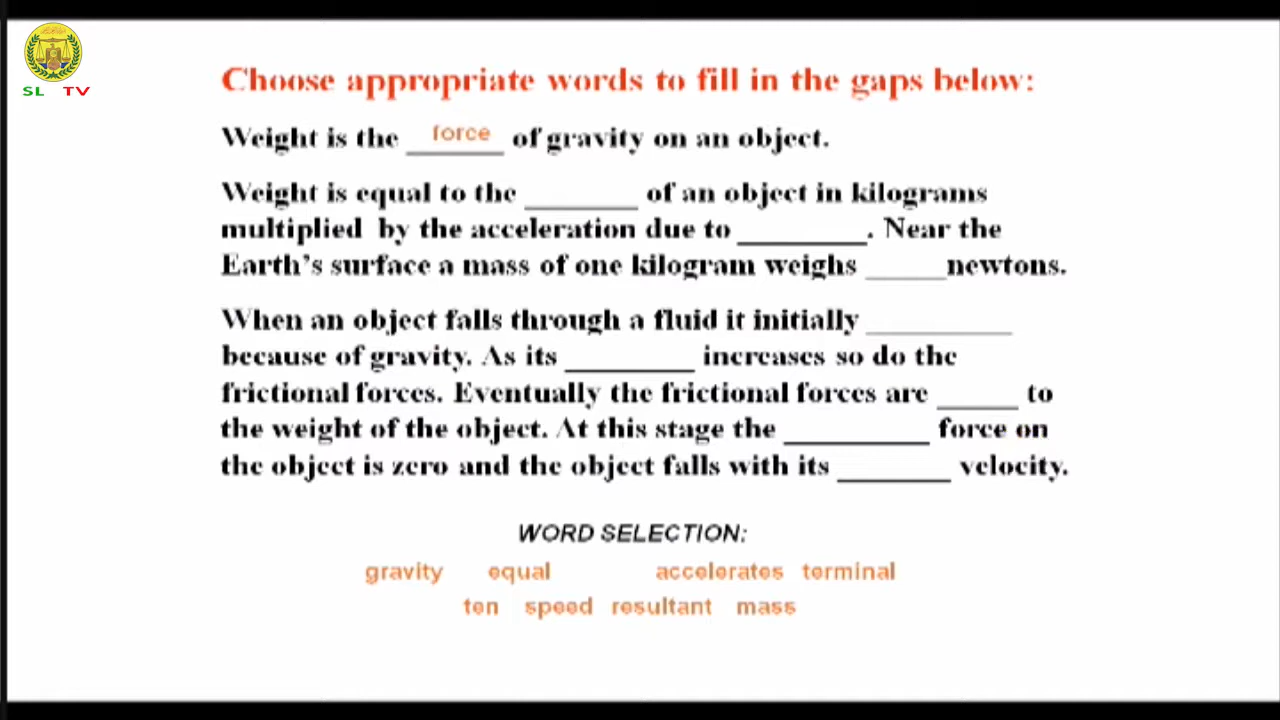 SL TV
Choose appropriate words to fill in the gaps below:
Weight is the force of gravity on an object.
Weight is equal to the ________ of an object in kilograms
multiplied by the acceleration due to _________. Near the
Earth's surface a mass of one kilogram weighs ______newtons.
When an object falls through a fluid it initially __________
because of gravity. As its _________ increases so do the
frictional forces. Eventually the frictional forces are ______ to
the weight of the object. At this stage the __________ force on
the object is zero and the object falls with its ________ velocity.
WORD SELECTION:
gravity equal accelerates terminal
ten speed resultant mass